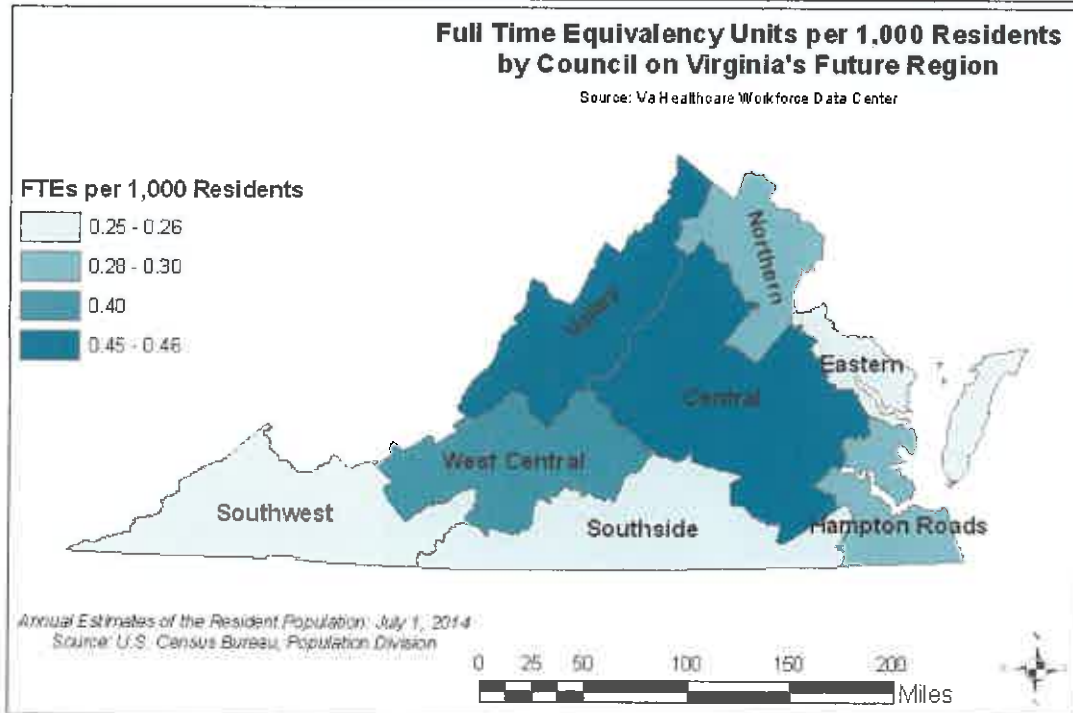 Full Time Equivalency Units per 1,000 Residents
by Council on Virginia's Future Region
Source: Va Healthcare Workforce Data Center
FTEs per 1,000 Residents
0.25 - 0.26
0.28 - 0.30
0.40
0.45 - 0.46
Northern
Valley
Eastern
Central
West Central
Southwest
Southside
Hampton Roads
Annual Estimates of the Resident Population: July 1, 2014
Source: U.S. Census Bureau, Population Division
0 25 50 100 150 200
Miles